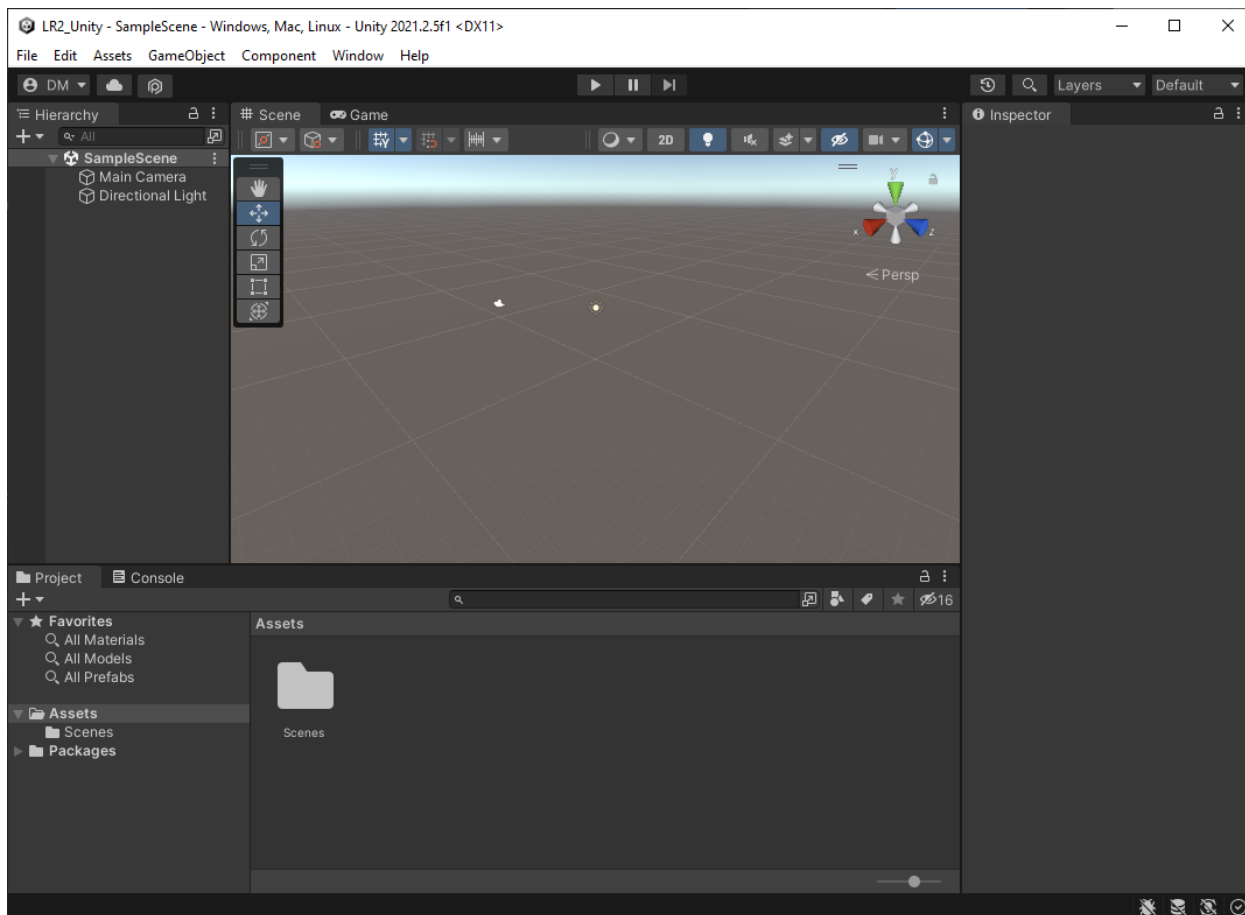 LR2_Unity - SampleScene - Windows, Mac, Linux - Unity 2021.2.5f1 <DX11>
File Edit Assets GameObject Component Window Help
DM Layers Default
Hierarchy
All
SampleScene
Main Camera
Directional Light
Scene Game
2D
y
x z
Persp
Inspector
Project Console
16
Favorites
All Materials
All Models
All Prefabs
Assets
Scenes
Packages
Assets
Scenes